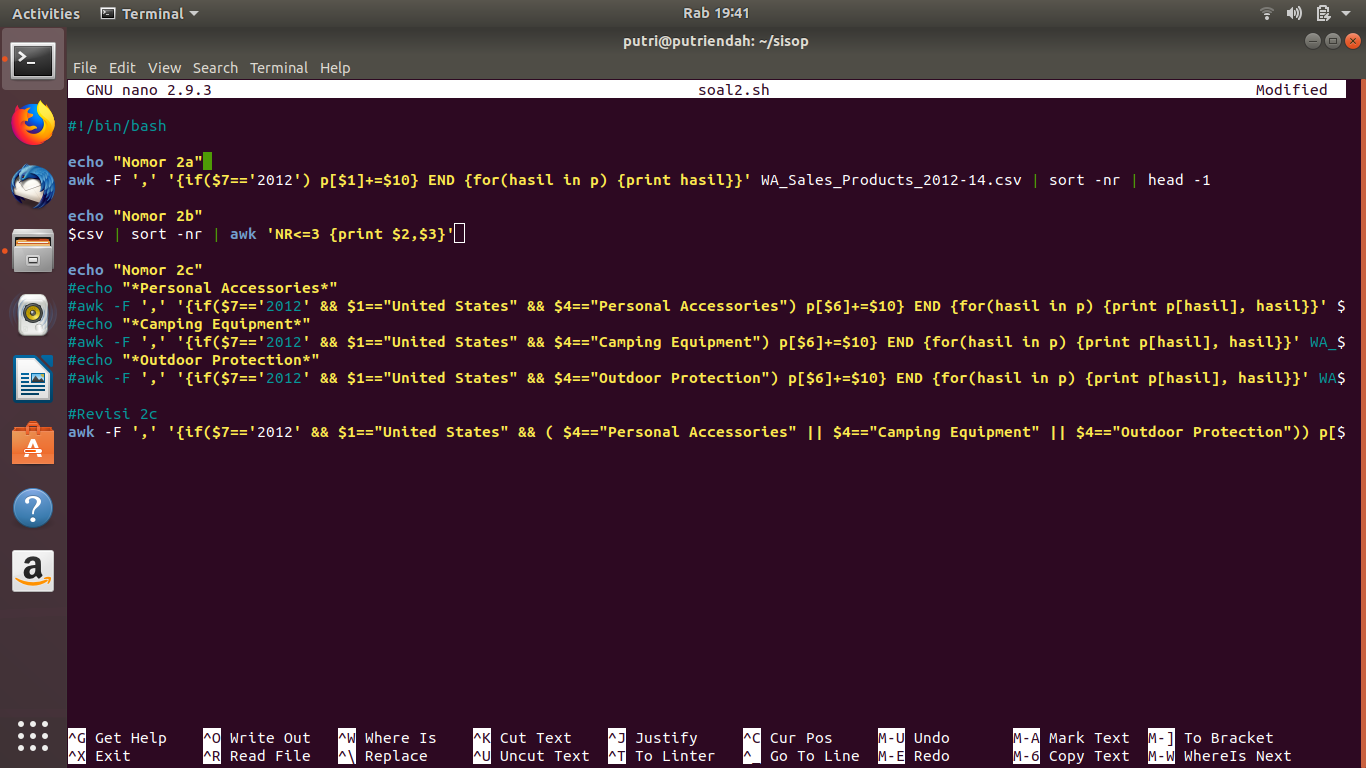 Activities Terminal Rab 19:41
putri@putriendah: ~/sisop
File Edit View Search Terminal Help
GNU nano 2.9.3 soal2.sh Modified
#!/bin/bash
echo "Nomor 2a"
awk -F ',' '{if($7=='2012') p[$1]+=$10} END {for(hasil in p) {print hasil}}' WA_Sales_Products_2012-14.csv | sort -nr | head -1
echo "Nomor 2b"
$csv | sort -nr | awk 'NR<=3 {print $2,$3}'
echo "Nomor 2c"
#echo "*Personal Accessories*"
#awk -F ',' '{if($7=='2012' && $1=="United States" && $4=="Personal Accessories") p[$6]+=$10} END {for(hasil in p) {print p[hasil], hasil}}' $
#echo "*Camping Equipment*"
#awk -F ',' '{if($7=='2012' && $1=="United States" && $4=="Camping Equipment") p[$6]+=$10} END {for(hasil in p) {print p[hasil], hasil}}' WA_$
#echo "*Outdoor Protection*"
#awk -F ',' '{if($7=='2012' && $1=="United States" && $4=="Outdoor Protection") p[$6]+=$10} END {for(hasil in p) {print p[hasil], hasil}}' WA$
#Revisi 2c
awk -F ',' '{if($7=='2012' && $1=="United States" && ( $4=="Personal Accessories" || $4=="Camping Equipment" || $4=="Outdoor Protection")) p[$
^G Get Help ^O Write Out ^W Where Is ^K Cut Text ^J Justify ^C Cur Pos M-U Undo M-A Mark Text M-] To Bracket
^X Exit ^R Read File ^\ Replace ^U Uncut Text ^T To Linter ^_ Go To Line M-E Redo M-6 Copy Text M-W WhereIs Next